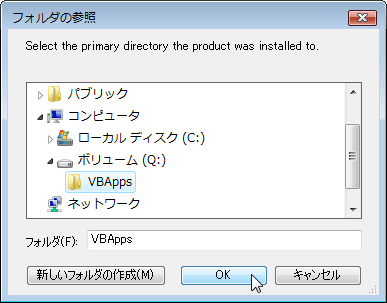 フォルダの参照
Select the primary directory the product was installed to.
パブリック
コンピュータ
ローカル ディスク (C:)
ボリューム (Q:)
VBApps
ネットワーク
フォルダ(F): VBApps
新しいフォルダの作成(M) OK キャンセル